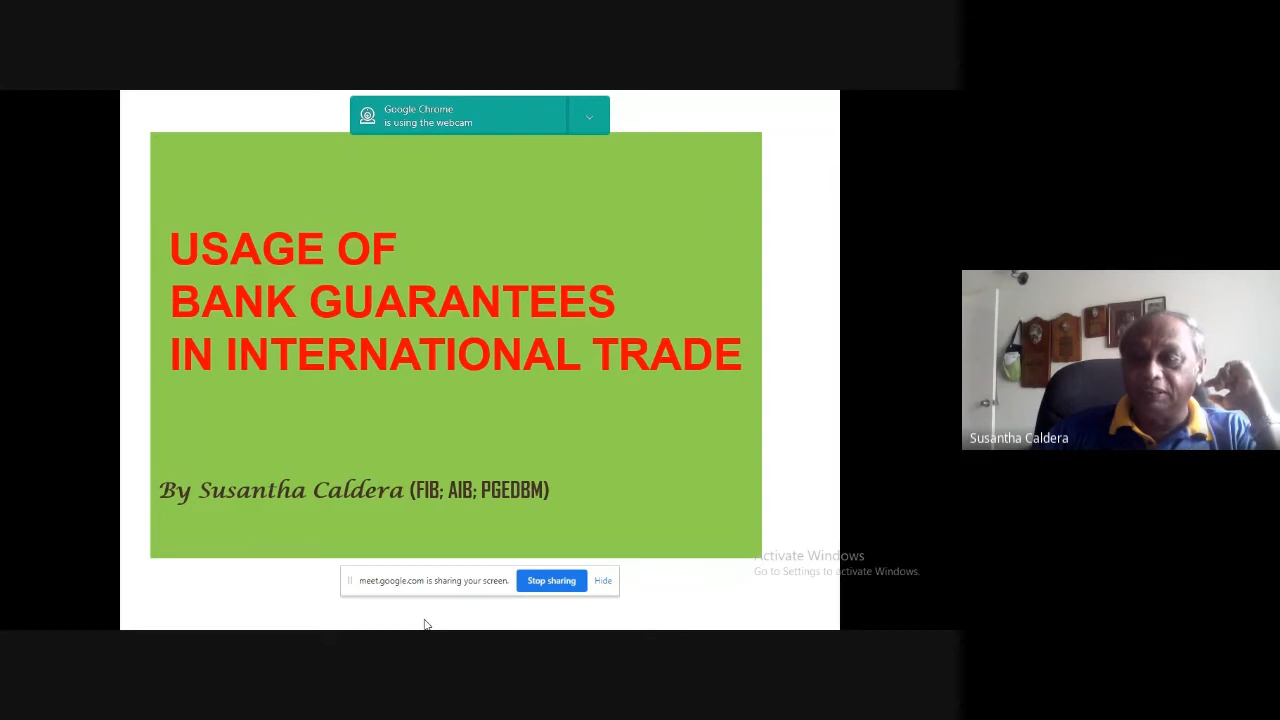 Google Chrome
is using the webcam
USAGE OF
BANK GUARANTEES
IN INTERNATIONAL TRADE
By Susantha Caldera (FIB; AIB; PGEDBM)
Susantha Caldera
Activate Windows
Go to Settings to activate Windows.
meet.google.com is sharing your screen.
Stop sharing
Hide